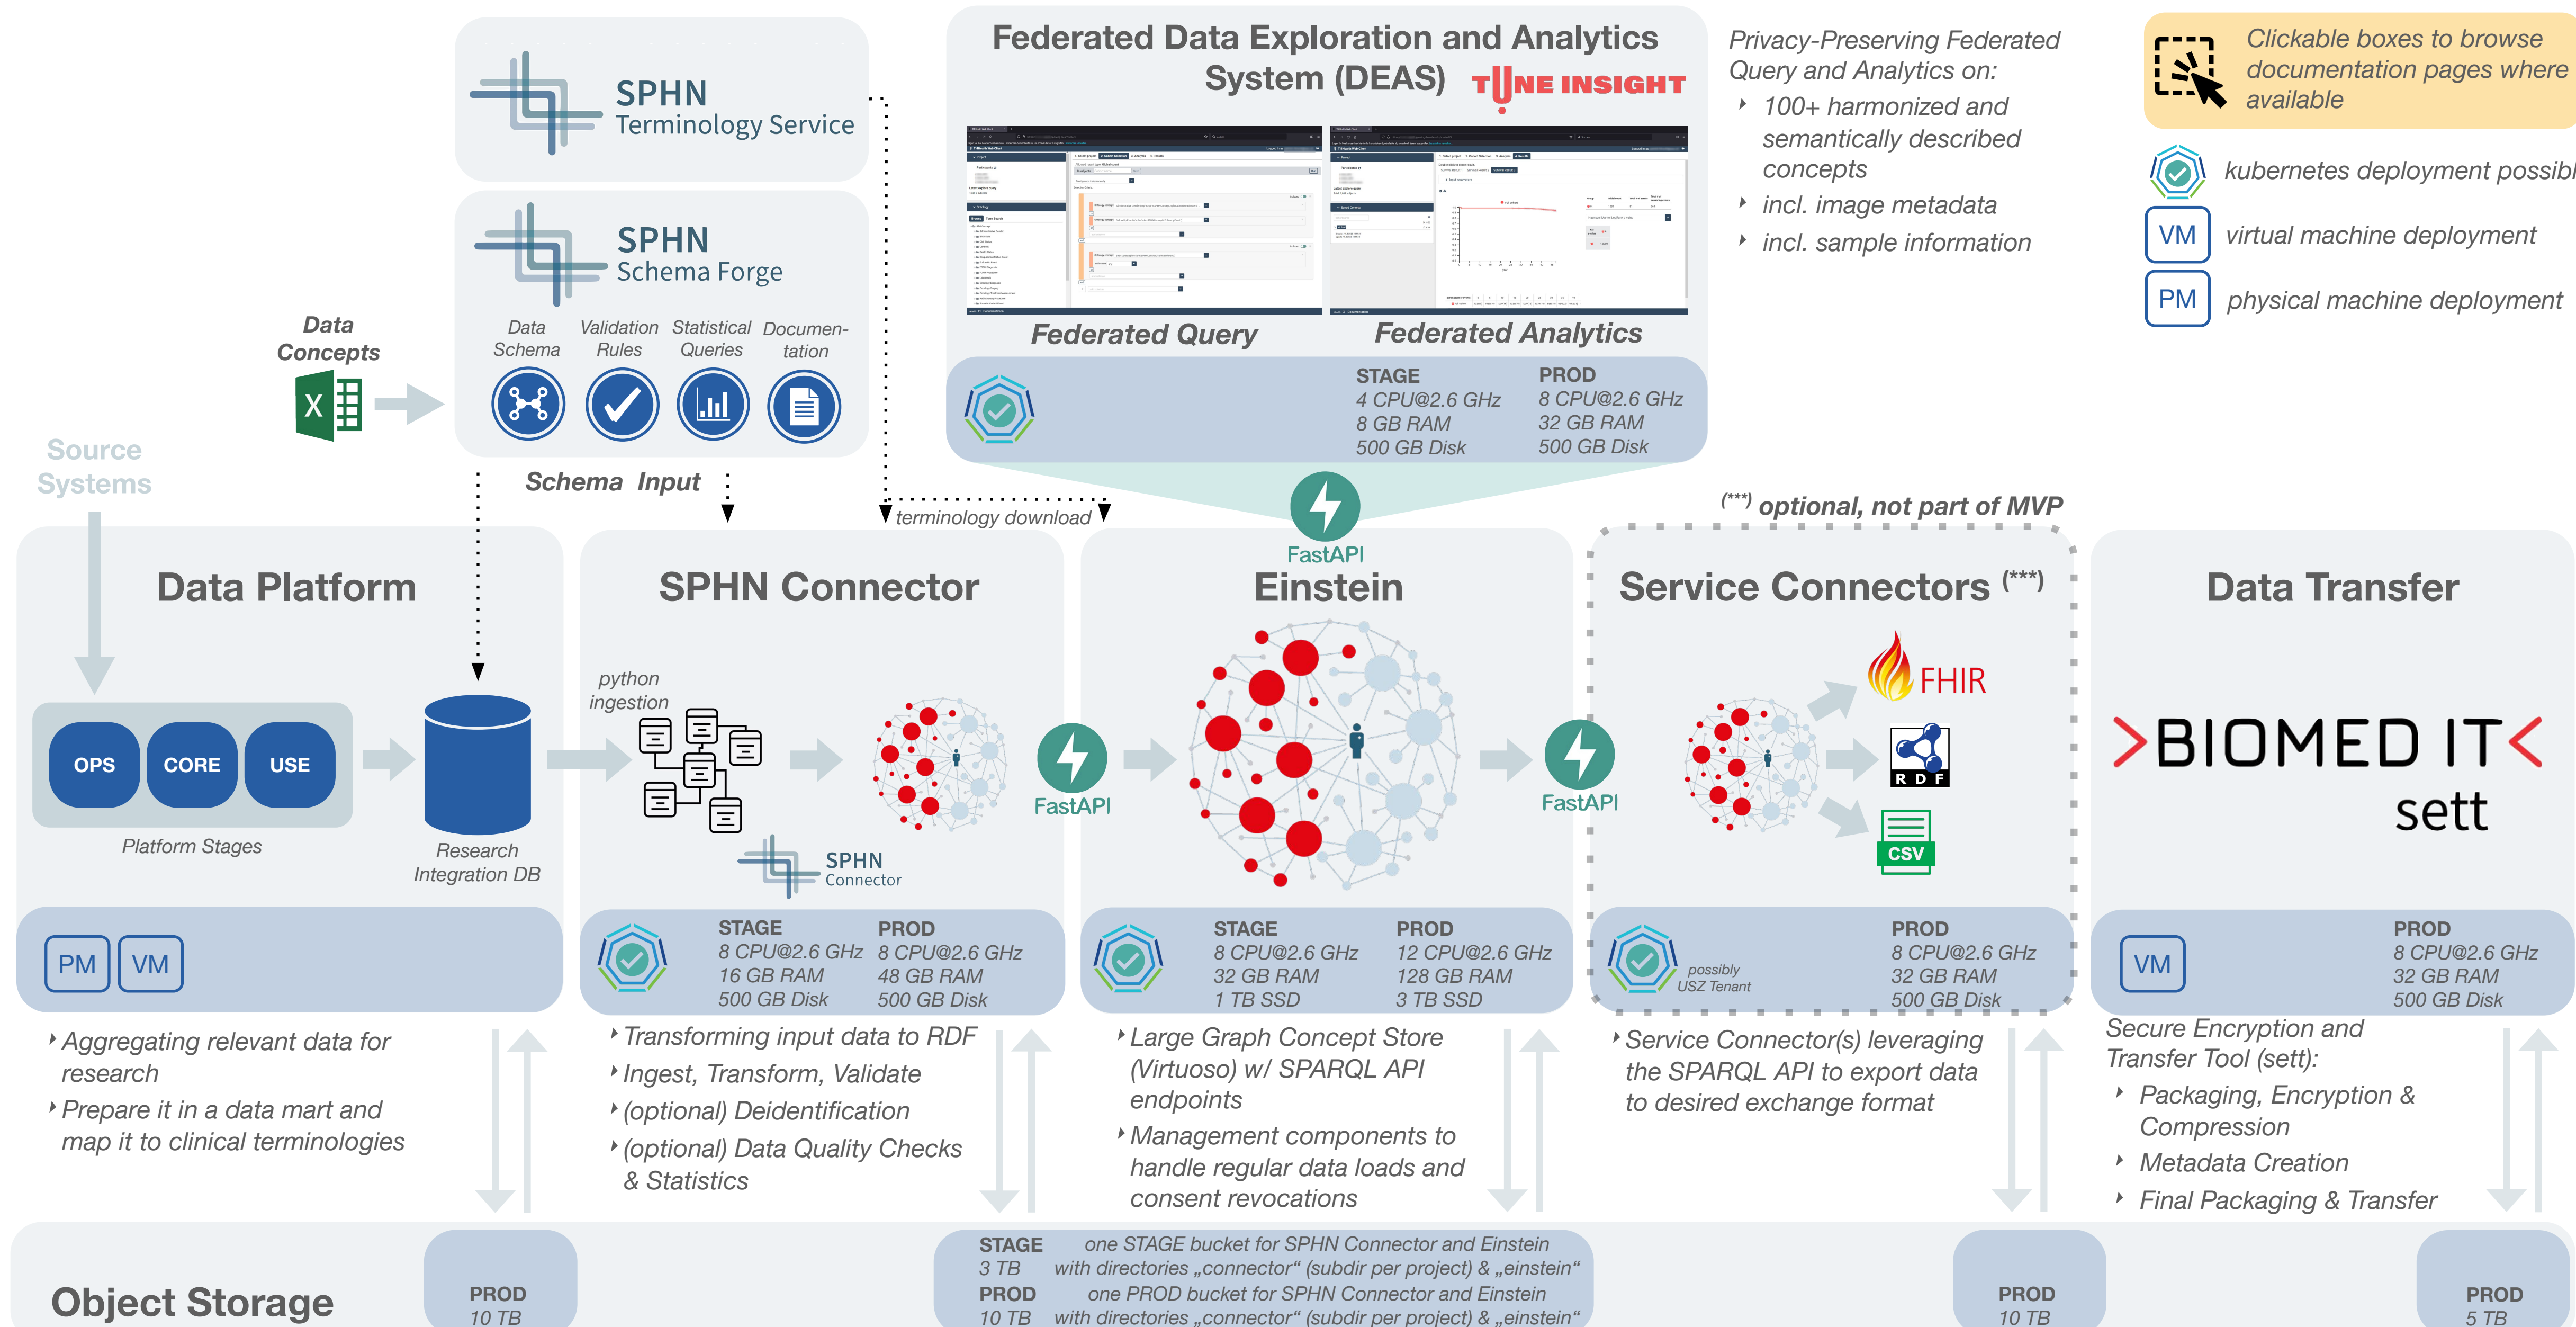 SPHN
Terminology Service
SPHN
Schema Forge
Data
Schema
Validation
Rules
Statistical
Queries
Documen-
tation
Data
Concepts
X
Schema Input
Source
Systems
terminology download
Federated Data Exploration and Analytics
System (DEAS) TUNE INSIGHT
Federated Query
Federated Analytics
STAGE
4 CPU@2.6 GHz
8 GB RAM
500 GB Disk
PROD
8 CPU@2.6 GHz
32 GB RAM
500 GB Disk
FastAPI
Privacy-Preserving Federated
Query and Analytics on:
‣ 100+ harmonized and
semantically described
concepts
‣ incl. image metadata
‣ incl. sample information
Clickable boxes to browse
documentation pages where
available
kubernetes deployment possibl
VM virtual machine deployment
PM physical machine deployment
(***) optional, not part of MVP
Data Platform
OPS
CORE
USE
Platform Stages
Research
Integration DB
PM
VM
‣ Aggregating relevant data for
research
‣ Prepare it in a data mart and
map it to clinical terminologies
SPHN Connector
python
ingestion
SPHN
Connector
FastAPI
STAGE
8 CPU@2.6 GHz
16 GB RAM
500 GB Disk
PROD
8 CPU@2.6 GHz
48 GB RAM
500 GB Disk
‣ Transforming input data to RDF
‣ Ingest, Transform, Validate
‣ (optional) Deidentification
‣ (optional) Data Quality Checks
& Statistics
Einstein
FastAPI
STAGE
8 CPU@2.6 GHz
32 GB RAM
1 TB SSD
PROD
12 CPU@2.6 GHz
128 GB RAM
3 TB SSD
‣ Large Graph Concept Store
(Virtuoso) w/ SPARQL API
endpoints
‣ Management components to
handle regular data loads and
consent revocations
Service Connectors (***)
FHIR
RDF
CSV
possibly
USZ Tenant
PROD
8 CPU@2.6 GHz
32 GB RAM
500 GB Disk
‣ Service Connector(s) leveraging
the SPARQL API to export data
to desired exchange format
Data Transfer
>BIOMED IT<
sett
VM
PROD
8 CPU@2.6 GHz
32 GB RAM
500 GB Disk
Secure Encryption and
Transfer Tool (sett):
‣ Packaging, Encryption &
Compression
‣ Metadata Creation
‣ Final Packaging & Transfer
Object Storage
PROD
10 TB
STAGE one STAGE bucket for SPHN Connector and Einstein
3 TB with directories „connector“ (subdir per project) & „einstein“
PROD one PROD bucket for SPHN Connector and Einstein
10 TB with directories „connector“ (subdir per project) & „einstein“
PROD
10 TB
PROD
5 TB